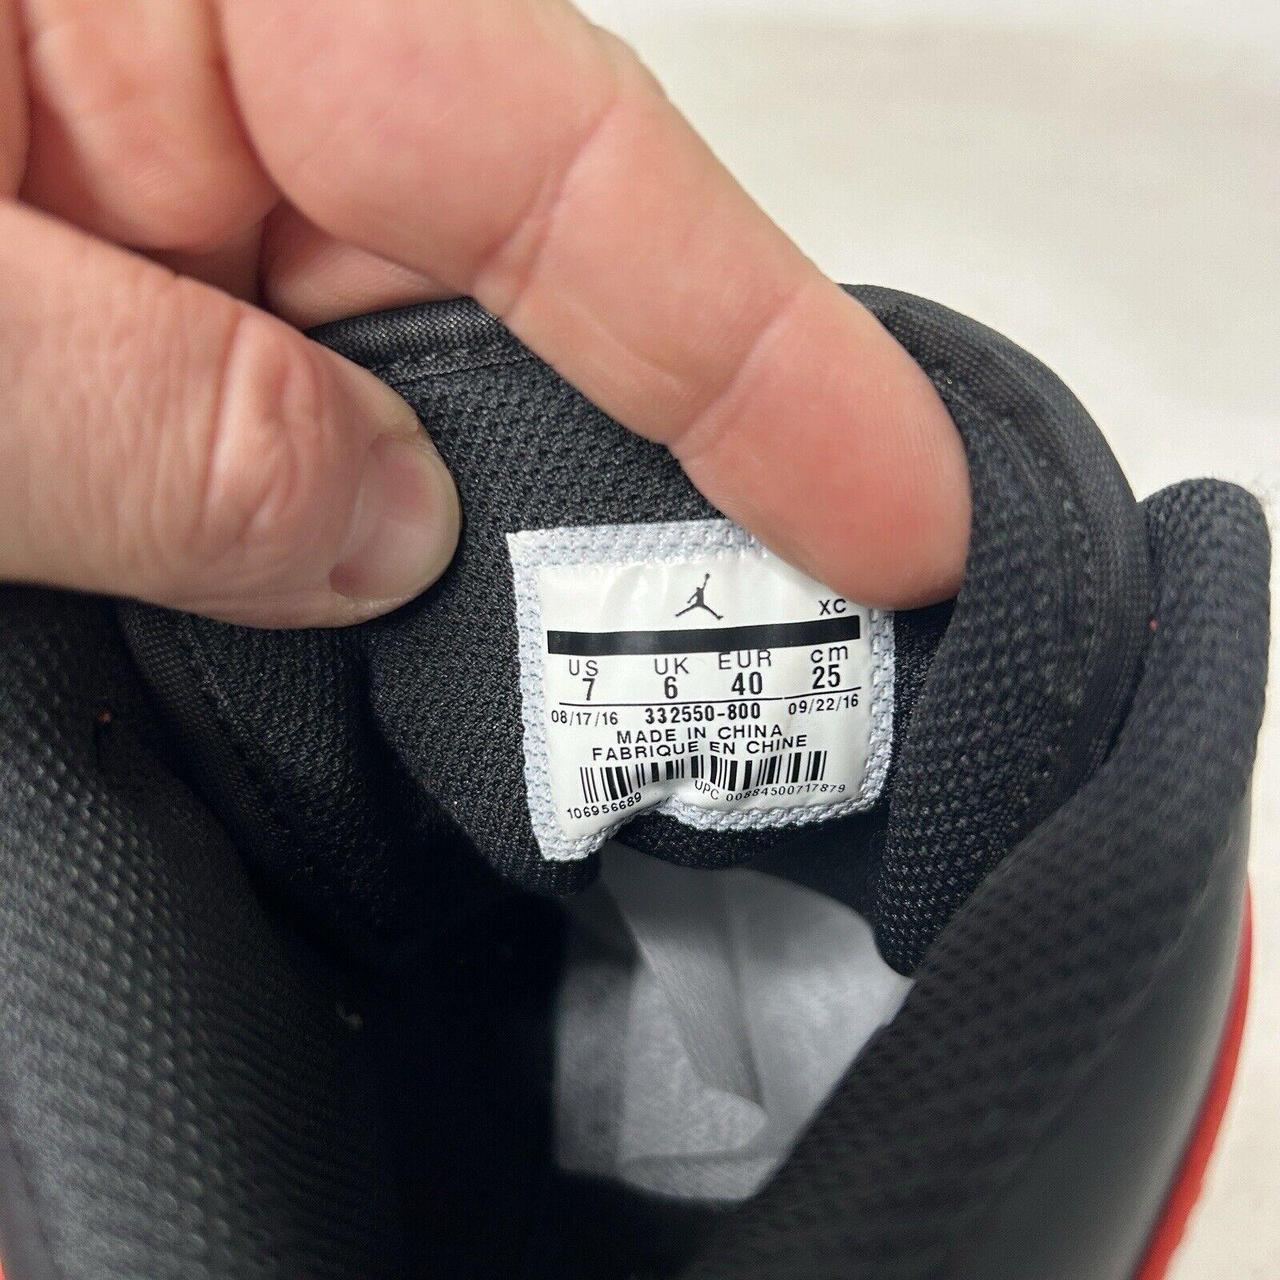 XC
US UK EUR cm
7 6 40 25
08/17/16 332550-800 09/22/16
MADE IN CHINA
FABRIQUE EN CHINE
106956689 UPC 00884500717879